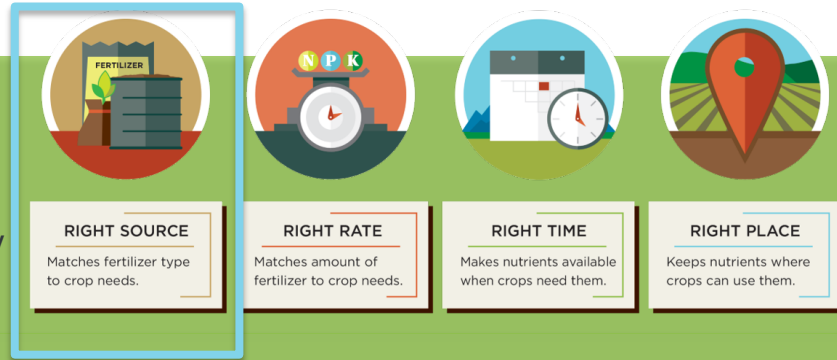 FERTILIZER
N P K
RIGHT SOURCE
Matches fertilizer type
to crop needs.
RIGHT RATE
Matches amount of
fertilizer to crop needs.
RIGHT TIME
Makes nutrients available
when crops need them.
RIGHT PLACE
Keeps nutrients where
crops can use them.